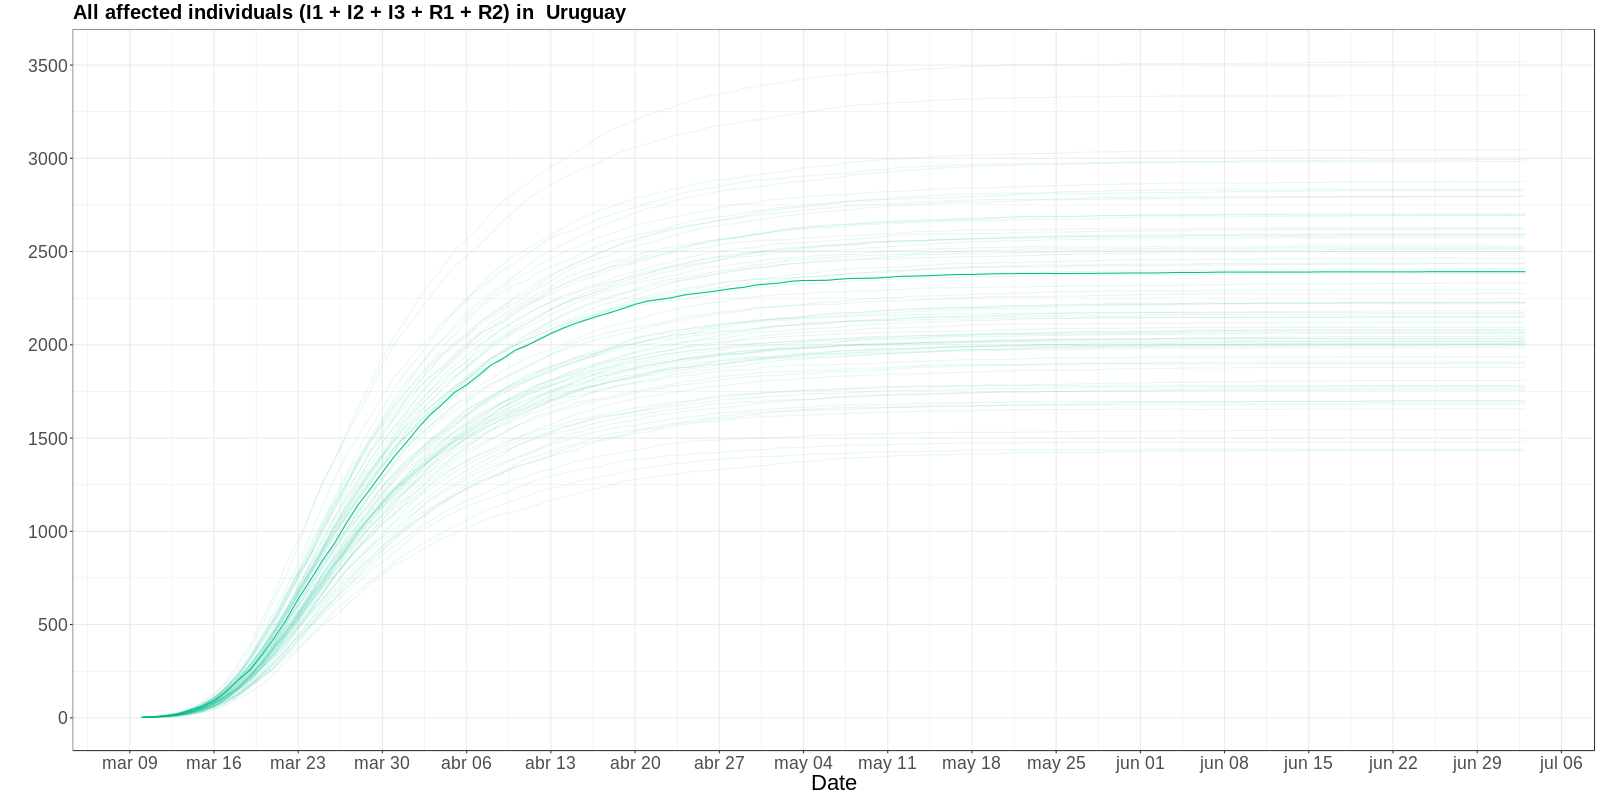 All affected individuals (I1 + I2 + I3 + R1 + R2) in  Uruguay
3500
3000
2500
2000
1500
1000
500
0
mar 09 mar 16 mar 23 mar 30 abr 06 abr 13 abr 20 abr 27 may 04 may 11 may 18 may 25 jun 01 jun 08 jun 15 jun 22 jun 29 jul 06
Date